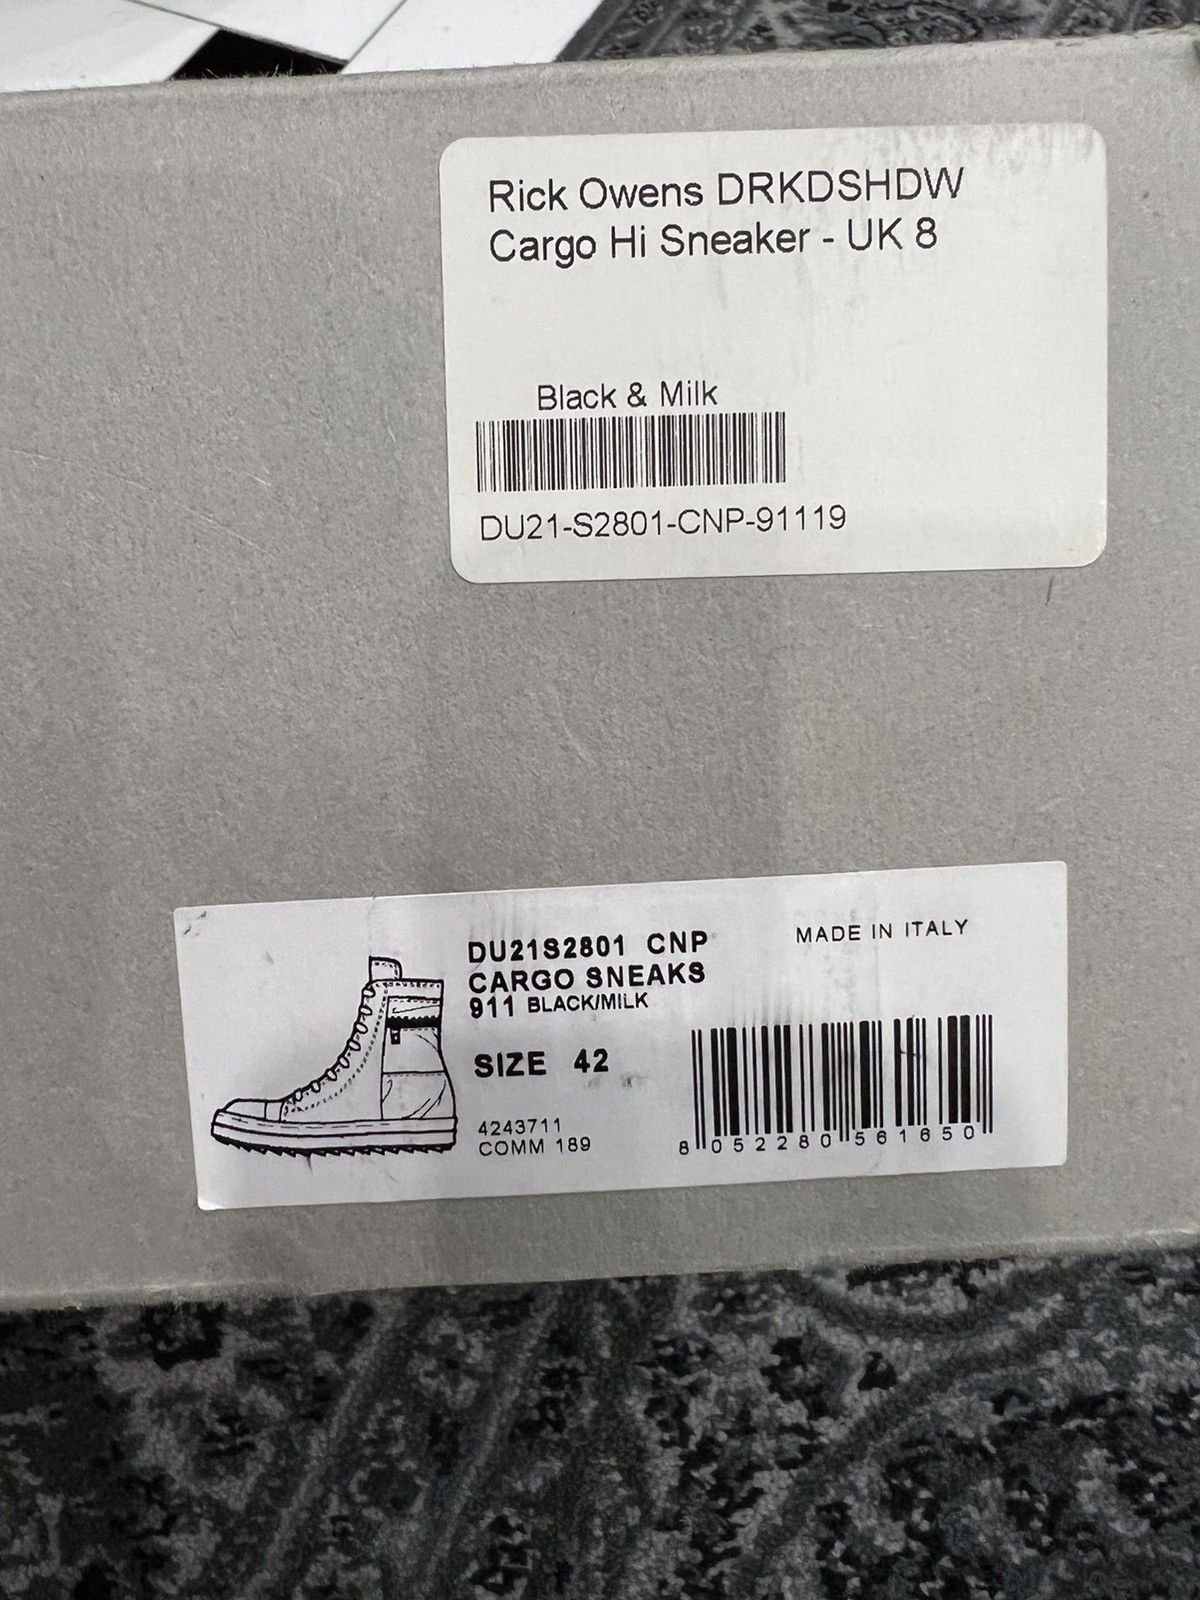 Rick Owens DRKDSHDW
Cargo Hi Sneaker - UK 8
Black & Milk
DU21-S2801-CNP-91119
DU21S2801 CNP
CARGO SNEAKS
911 BLACK/MILK
MADE IN ITALY
SIZE 42
4243711
COMM 189
8 052280 561650